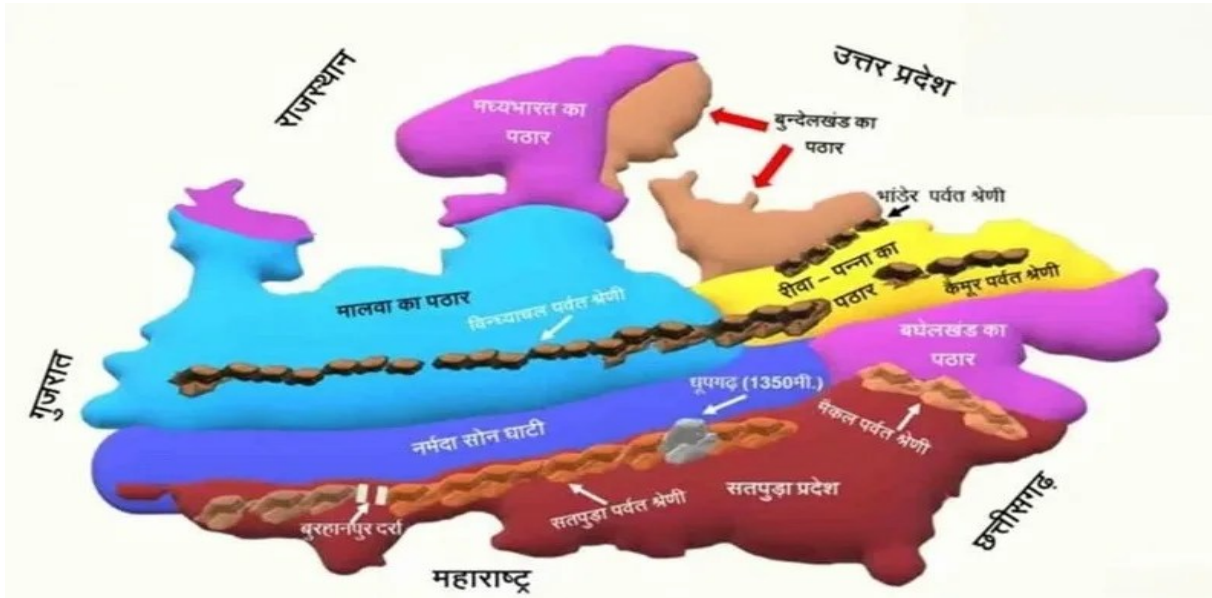 राजस्थान
उत्तर प्रदेश
मध्यभारत का
पठार
बुन्देलखंड का
पठार
भांडेर पर्वत श्रेणी
रीवा – पन्ना का
पठार
कैमूर पर्वत श्रेणी
मालवा का पठार
विन्ध्याचल पर्वत श्रेणी
बघेलखंड का
पठार
गुजरात
धूपगढ़ (1350मी.)
मैकल पर्वत श्रेणी
नर्मदा सोन घाटी
सतपुड़ा प्रदेश
सतपुड़ा पर्वत श्रेणी
बुरहानपुर दर्रा
छत्तीसगढ़
महाराष्ट्र